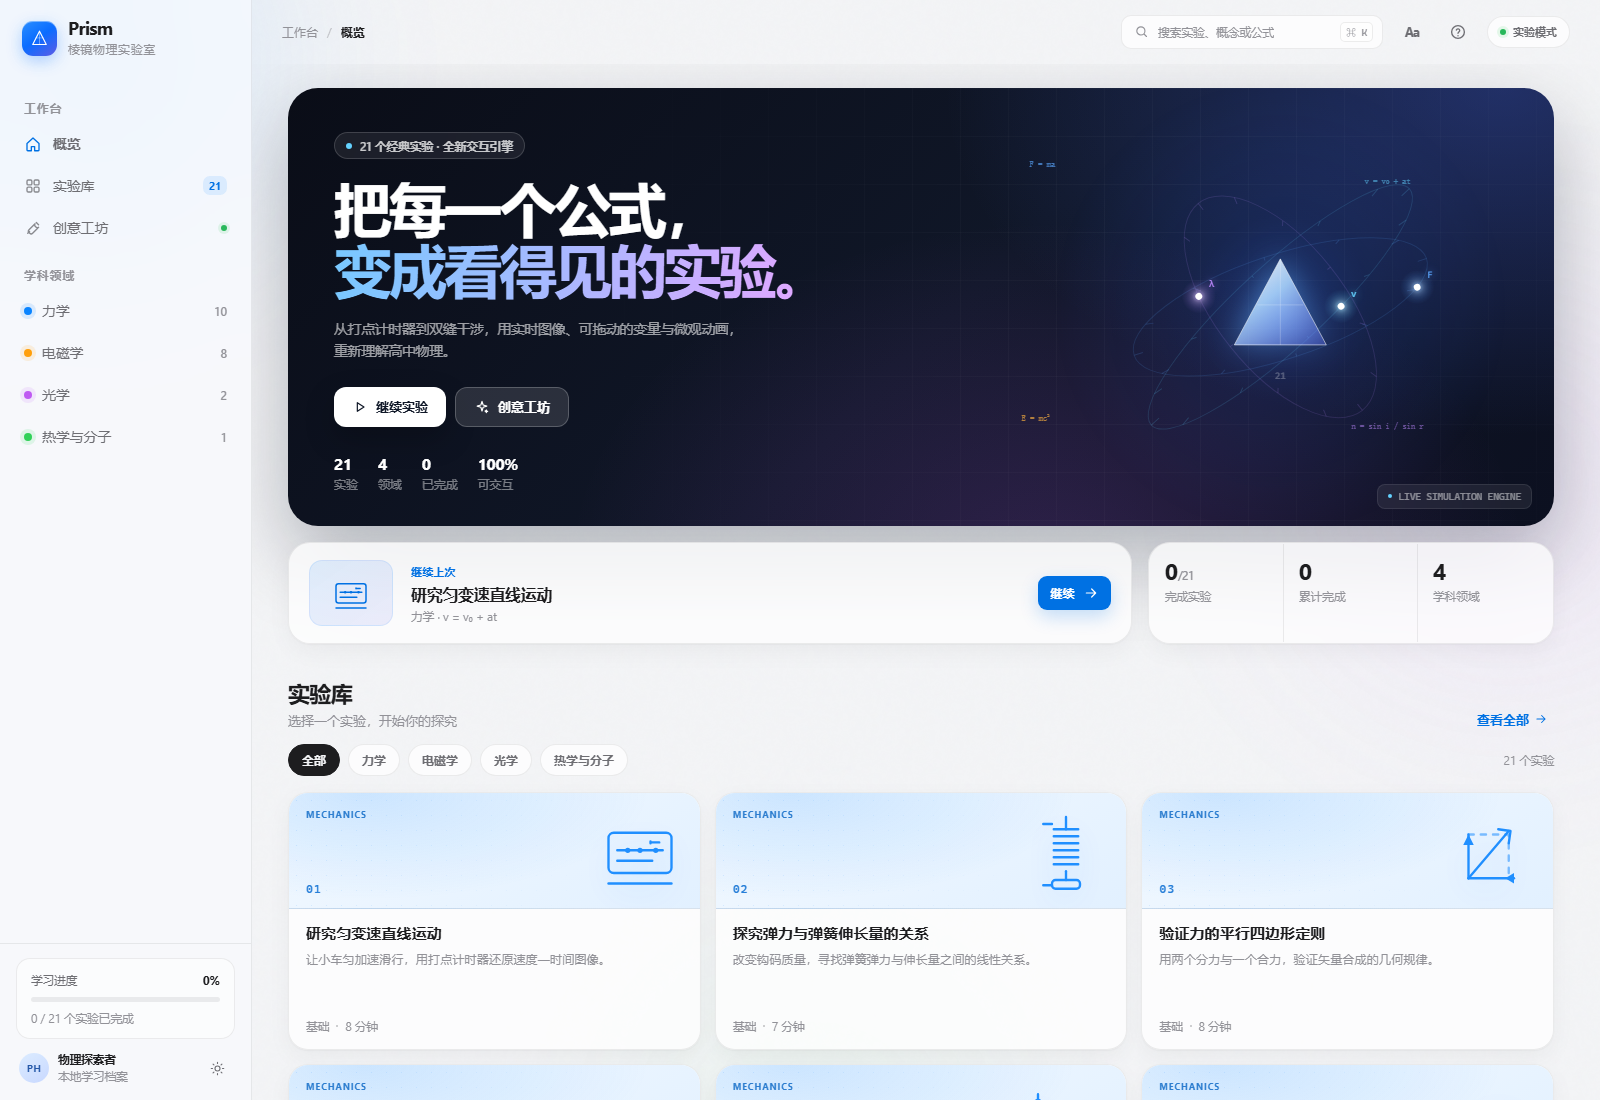 Prism
棱镜物理实验室
工作台
概览
实验库 21
创意工坊
学科领域
力学 10
电磁学 8
光学 2
热学与分子 1
学习进度 0%
0 / 21 个实验已完成
PH
物理探索者
本地学习档案
工作台 / 概览
搜索实验、概念或公式
⌘ K
Aa
实验模式
21 个经典实验 · 全新交互引擎
把每一个公式，
变成看得见的实验。
从打点计时器到双缝干涉，用实时图像、可拖动的变量与微观动画，
重新理解高中物理。
继续实验
创意工坊
21 实验
4 领域
0 已完成
100% 可交互
F = ma
v = v₀ + at
λ
v
F
21
E = mc²
n = sin i / sin r
LIVE SIMULATION ENGINE
继续上次
研究匀变速直线运动
力学 · v = v₀ + at
继续
0/21
完成实验
0
累计完成
4
学科领域
实验库
选择一个实验，开始你的探究
查看全部
全部
力学
电磁学
光学
热学与分子
21 个实验
MECHANICS
01
研究匀变速直线运动
让小车匀加速滑行，用打点计时器还原速度—时间图像。
基础 · 8 分钟
MECHANICS
02
探究弹力与弹簧伸长量的关系
改变钩码质量，寻找弹簧弹力与伸长量之间的线性关系。
基础 · 7 分钟
MECHANICS
03
验证力的平行四边形定则
用两个分力与一个合力，验证矢量合成的几何规律。
基础 · 8 分钟
MECHANICS
MECHANICS
MECHANICS